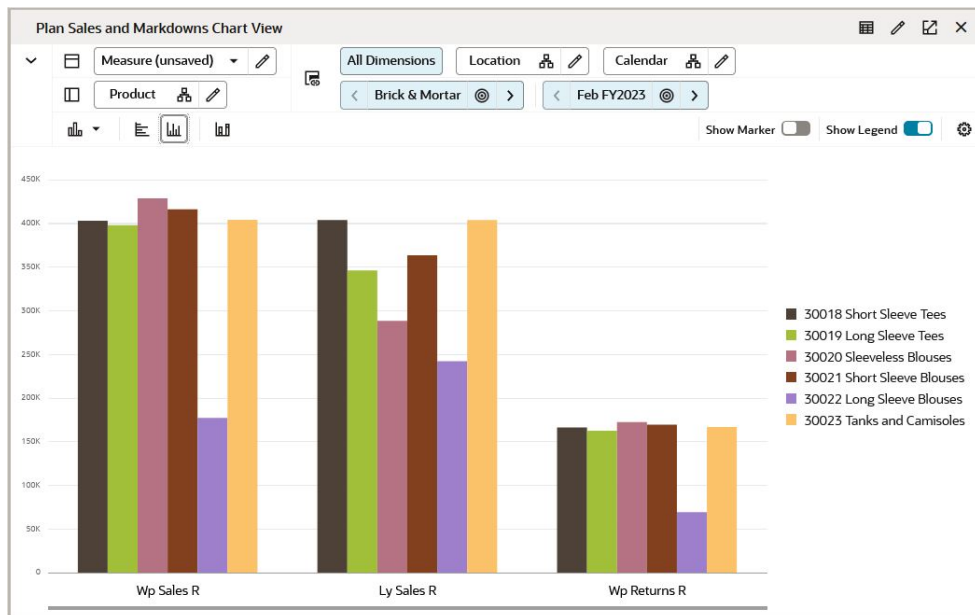 Plan Sales and Markdowns Chart View
Measure (unsaved)
All Dimensions Location Calendar
Product
Brick & Mortar Feb FY2023
Show Marker Show Legend
450K
400K
350K
300K
250K
200K
150K
100K
50K
0
Wp Sales R Ly Sales R Wp Returns R
30018 Short Sleeve Tees
30019 Long Sleeve Tees
30020 Sleeveless Blouses
30021 Short Sleeve Blouses
30022 Long Sleeve Blouses
30023 Tanks and Camisoles